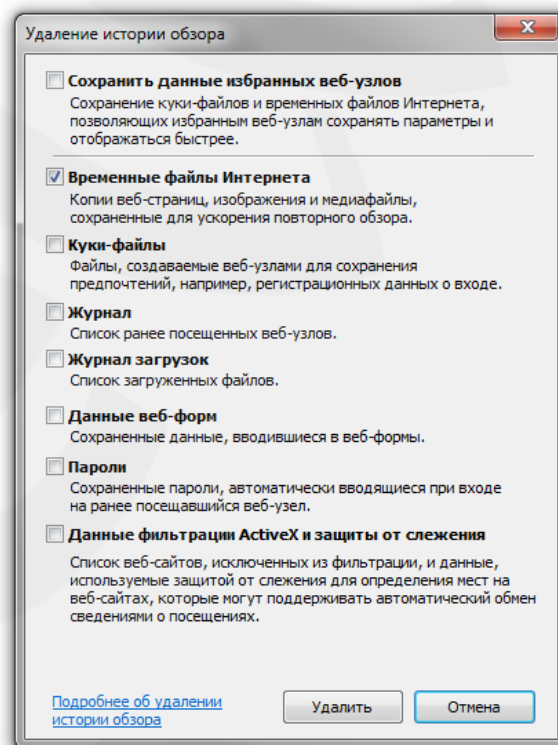 Удаление истории обзора
Сохранить данные избранных веб-узлов
Сохранение куки-файлов и временных файлов Интернета,
позволяющих избранным веб-узлам сохранять параметры и
отображаться быстрее.
Временные файлы Интернета
Копии веб-страниц, изображения и медиафайлы,
сохраненные для ускорения повторного обзора.
Куки-файлы
Файлы, создаваемые веб-узлами для сохранения
предпочтений, например, регистрационных данных о входе.
Журнал
Список ранее посещенных веб-узлов.
Журнал загрузок
Список загруженных файлов.
Данные веб-форм
Сохраненные данные, вводившиеся в веб-формы.
Пароли
Сохраненные пароли, автоматически вводящиеся при входе
на ранее посещавшийся веб-узел.
Данные фильтрации ActiveX и защиты от слежения
Список веб-сайтов, исключенных из фильтрации, и данные,
используемые защитой от слежения для определения мест на
веб-сайтах, которые могут поддерживать автоматический обмен
сведениями о посещениях.
Подробнее об удалении
истории обзора
Удалить
Отмена